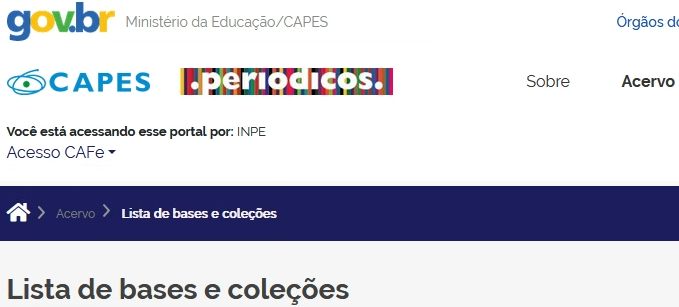 gov.br Ministério da Educação/CAPES Órgãos do
CAPES .periodicos. Sobre Acervo
Você está acessando esse portal por: INPE
Acesso CAFe
Acervo Lista de bases e coleções
Lista de bases e coleções